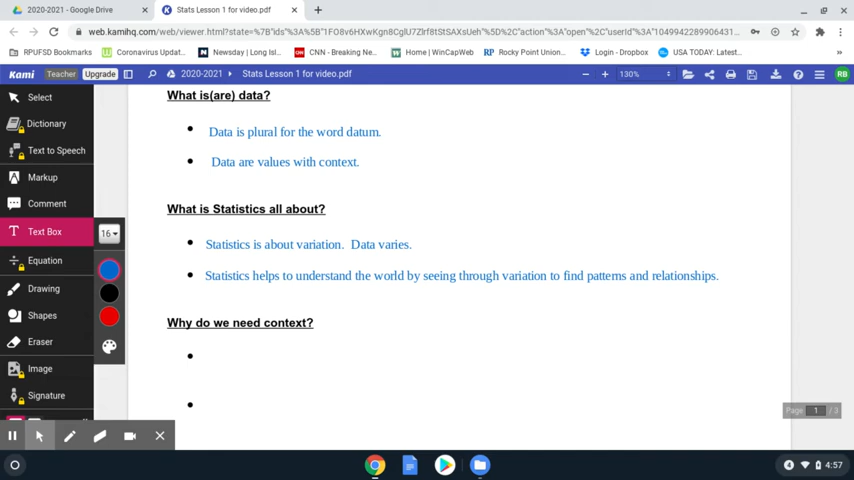 2020-2021 - Google Drive
Stats Lesson 1 for video.pdf
web.kamihq.com/web/viewer.html?state=%7B"ids"%3A%5B"1FO8v6HXwKgn8CglU7Zlrf8tStSAXsUeh"%5D%2C"action"%3A"open"%2C"userId"%3A"1049942289906431...
RPUFSD Bookmarks
Coronavirus Updat...
Newsday | Long Isl...
CNN - Breaking Ne...
Home | WinCapWeb
Rocky Point Union...
Login - Dropbox
USA TODAY: Latest...
Kami
Teacher
Upgrade
2020-2021
Stats Lesson 1 for video.pdf
130%
RB
Select
Dictionary
Text to Speech
Markup
Comment
Text Box
Equation
Drawing
Shapes
Eraser
Image
Signature
16
What is(are) data?
Data is plural for the word datum.
Data are values with context.
What is Statistics all about?
Statistics is about variation. Data varies.
Statistics helps to understand the world by seeing through variation to find patterns and relationships.
Why do we need context?
Page 1 / 3
4
4:57